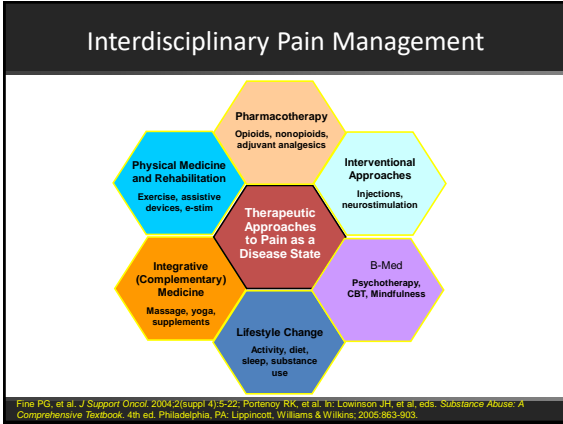 Interdisciplinary Pain Management
Pharmacotherapy
Opioids, nonopioids,
adjuvant analgesics
Physical Medicine
and Rehabilitation
Exercise, assistive
devices, e-stim
Interventional
Approaches
Injections,
neurostimulation
Therapeutic
Approaches
to Pain as a
Disease State
Integrative
(Complementary)
Medicine
Massage, yoga,
supplements
B-Med
Psychotherapy,
CBT, Mindfulness
Lifestyle Change
Activity, diet,
sleep, substance
use
Fine PG, et al. J Support Oncol. 2004;2(suppl 4):5-22; Portenoy RK, et al. In: Lowinson JH, et al, eds. Substance Abuse: A
Comprehensive Textbook. 4th ed. Philadelphia, PA: Lippincott, Williams & Wilkins; 2005:863-903.